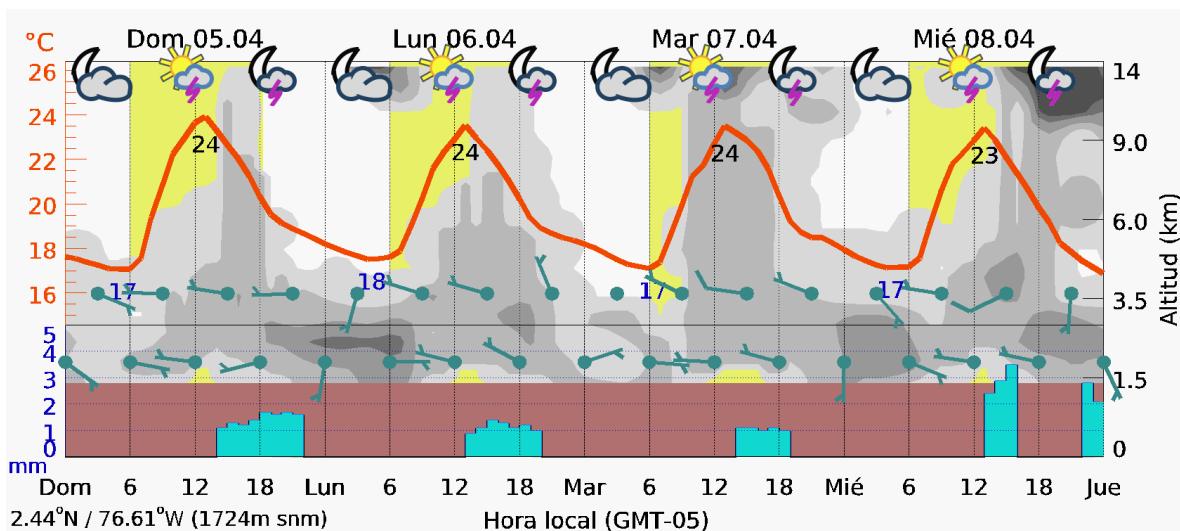 °C
Dom 05.04
Lun 06.04
Mar 07.04
Mié 08.04
26
24
22
20
18
16
14
9.0
6.0
3.5
1.5
0
Altitud (km)
24
24
24
23
17
18
17
17
5
4
3
2
1
0
mm
Dom 6 12 18 Lun 6 12 18 Mar 6 12 18 Mié 6 12 18 Jue
2.44°N / 76.61°W (1724m snm)
Hora local (GMT-05)